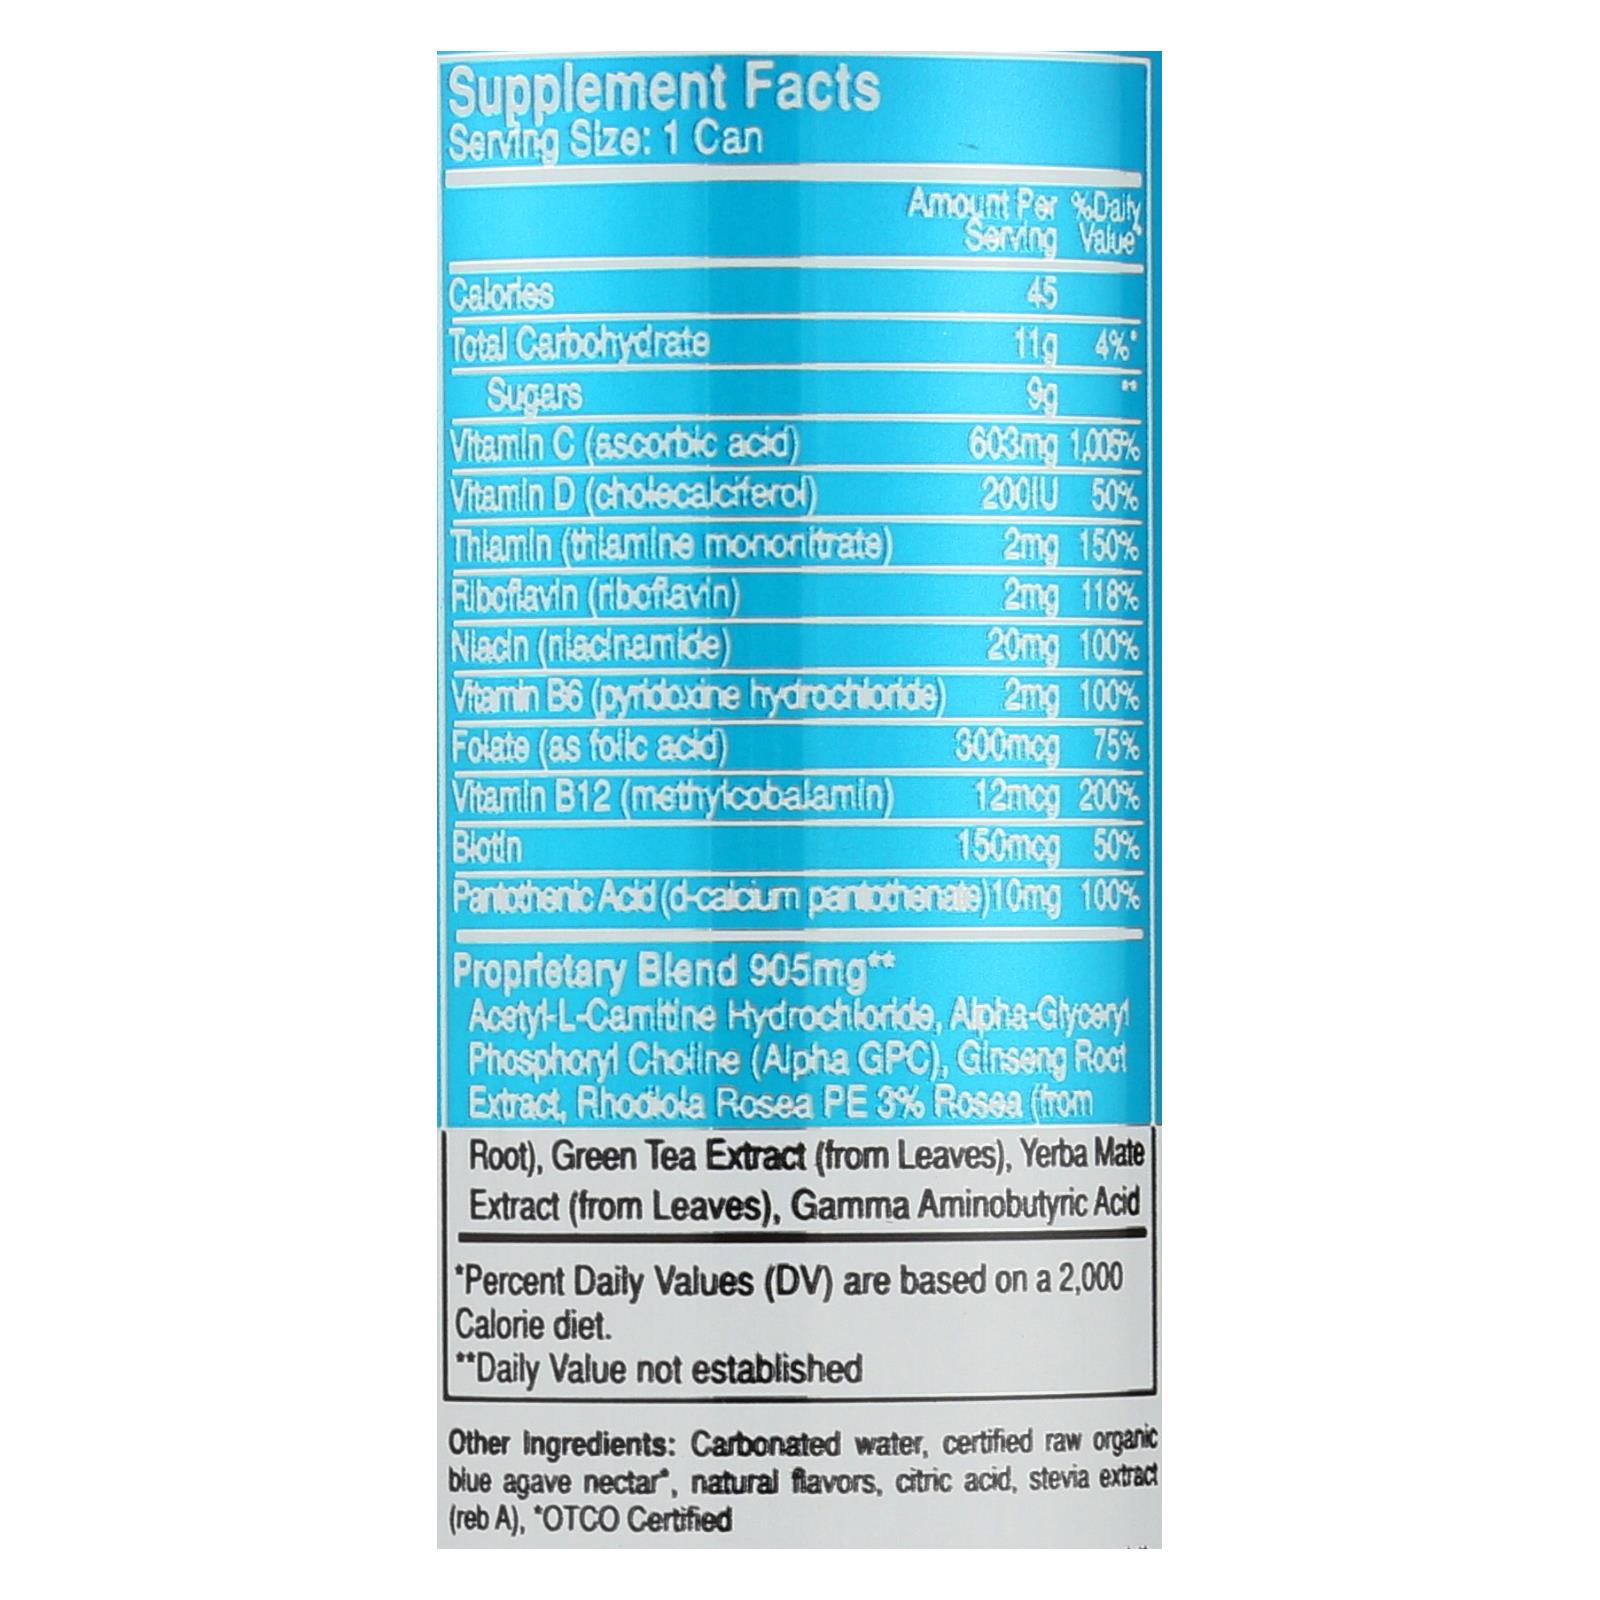 Supplement Facts
Serving Size: 1 Can
Amount Per %Daily
Serving Value*
Calories 45
Total Carbohydrate 11g 4%*
Sugars 9g **
Vitamin C (ascorbic acid) 603mg 1,005%
Vitamin D (cholecalciferol) 200IU 50%
Thiamin (thiamine mononitrate) 2mg 150%
Riboflavin (riboflavin) 2mg 118%
Niacin (niacinamide) 20mg 100%
Vitamin B6 (pyridoxine hydrochloride) 2mg 100%
Folate (as folic acid) 300mcg 75%
Vitamin B12 (methylcobalamin) 12mcg 200%
Biotin 150mcg 50%
Pantothenic Acid (d-calcium pantothenate) 10mg 100%
Proprietary Blend 905mg**
Acetyl-L-Carnitine Hydrochloride, Alpha-Glyceryl
Phosphoryl Choline (Alpha GPC), Ginseng Root
Extract, Rhodiola Rosea PE 3% Rosea (from
Root), Green Tea Extract (from Leaves), Yerba Mate
Extract (from Leaves), Gamma Aminobutyric Acid
*Percent Daily Values (DV) are based on a 2,000
Calorie diet.
**Daily Value not established
Other Ingredients: Carbonated water, certified raw organic
blue agave nectar*, natural flavors, citric acid, stevia extract
(reb A), *OTCO Certified